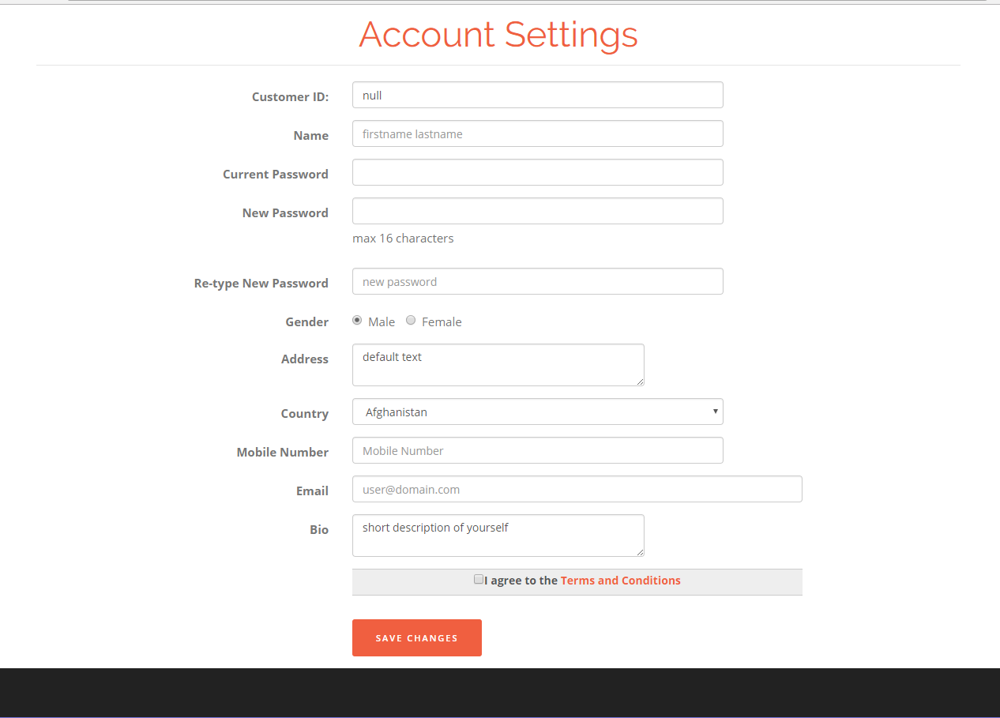 Account Settings
Customer ID: null
Name firstname lastname
Current Password
New Password
max 16 characters
Re-type New Password new password
Gender Male Female
Address default text
Country Afghanistan
Mobile Number Mobile Number
Email user@domain.com
Bio short description of yourself
I agree to the Terms and Conditions
SAVE CHANGES